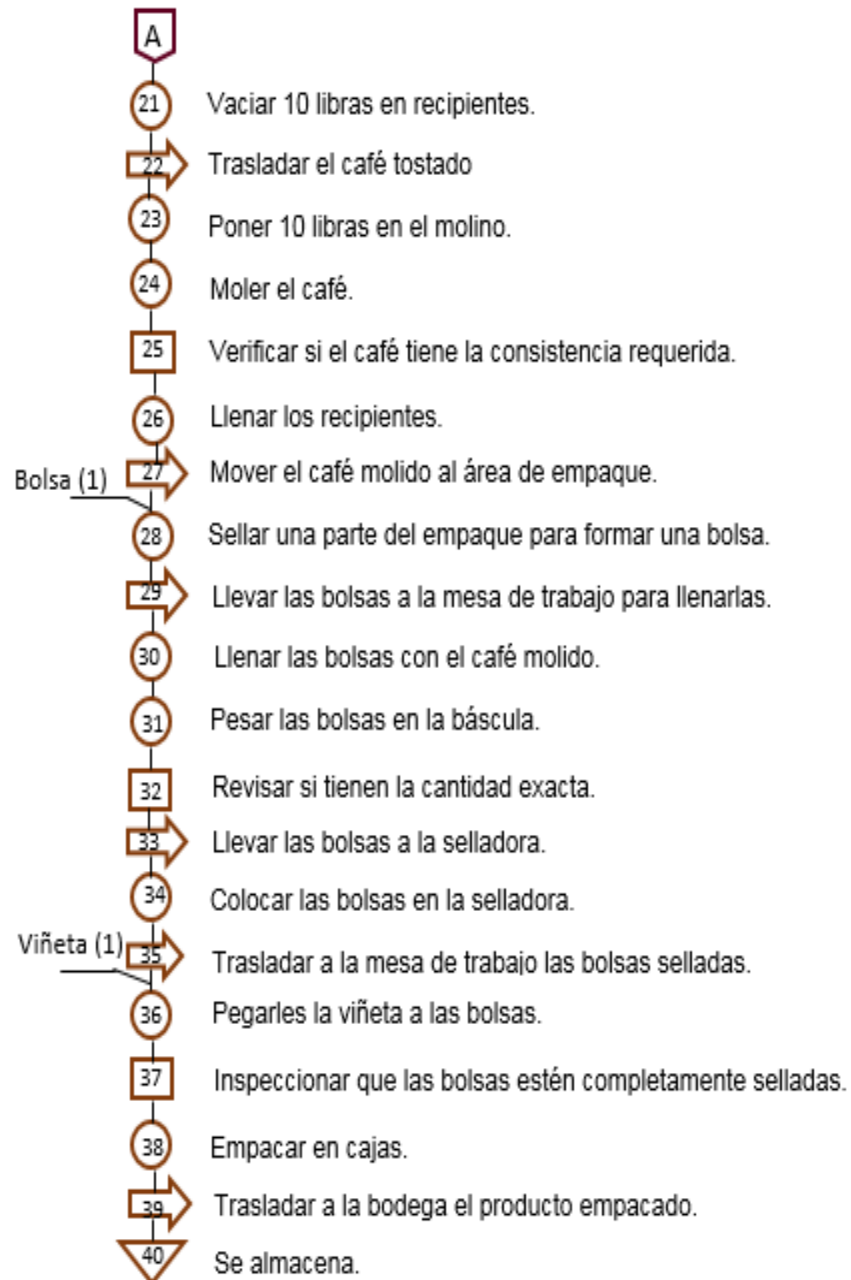 A
21 Vaciar 10 libras en recipientes.
22 Trasladar el café tostado
23 Poner 10 libras en el molino.
24 Moler el café.
25 Verificar si el café tiene la consistencia requerida.
26 Llenar los recipientes.
27 Mover el café molido al área de empaque.
Bolsa (1)
28 Sellar una parte del empaque para formar una bolsa.
29 Llevar las bolsas a la mesa de trabajo para llenarlas.
30 Llenar las bolsas con el café molido.
31 Pesar las bolsas en la báscula.
32 Revisar si tienen la cantidad exacta.
33 Llevar las bolsas a la selladora.
34 Colocar las bolsas en la selladora.
Viñeta (1)
35 Trasladar a la mesa de trabajo las bolsas selladas.
36 Pegarles la viñeta a las bolsas.
37 Inspeccionar que las bolsas estén completamente selladas.
38 Empacar en cajas.
39 Trasladar a la bodega el producto empacado.
40 Se almacena.